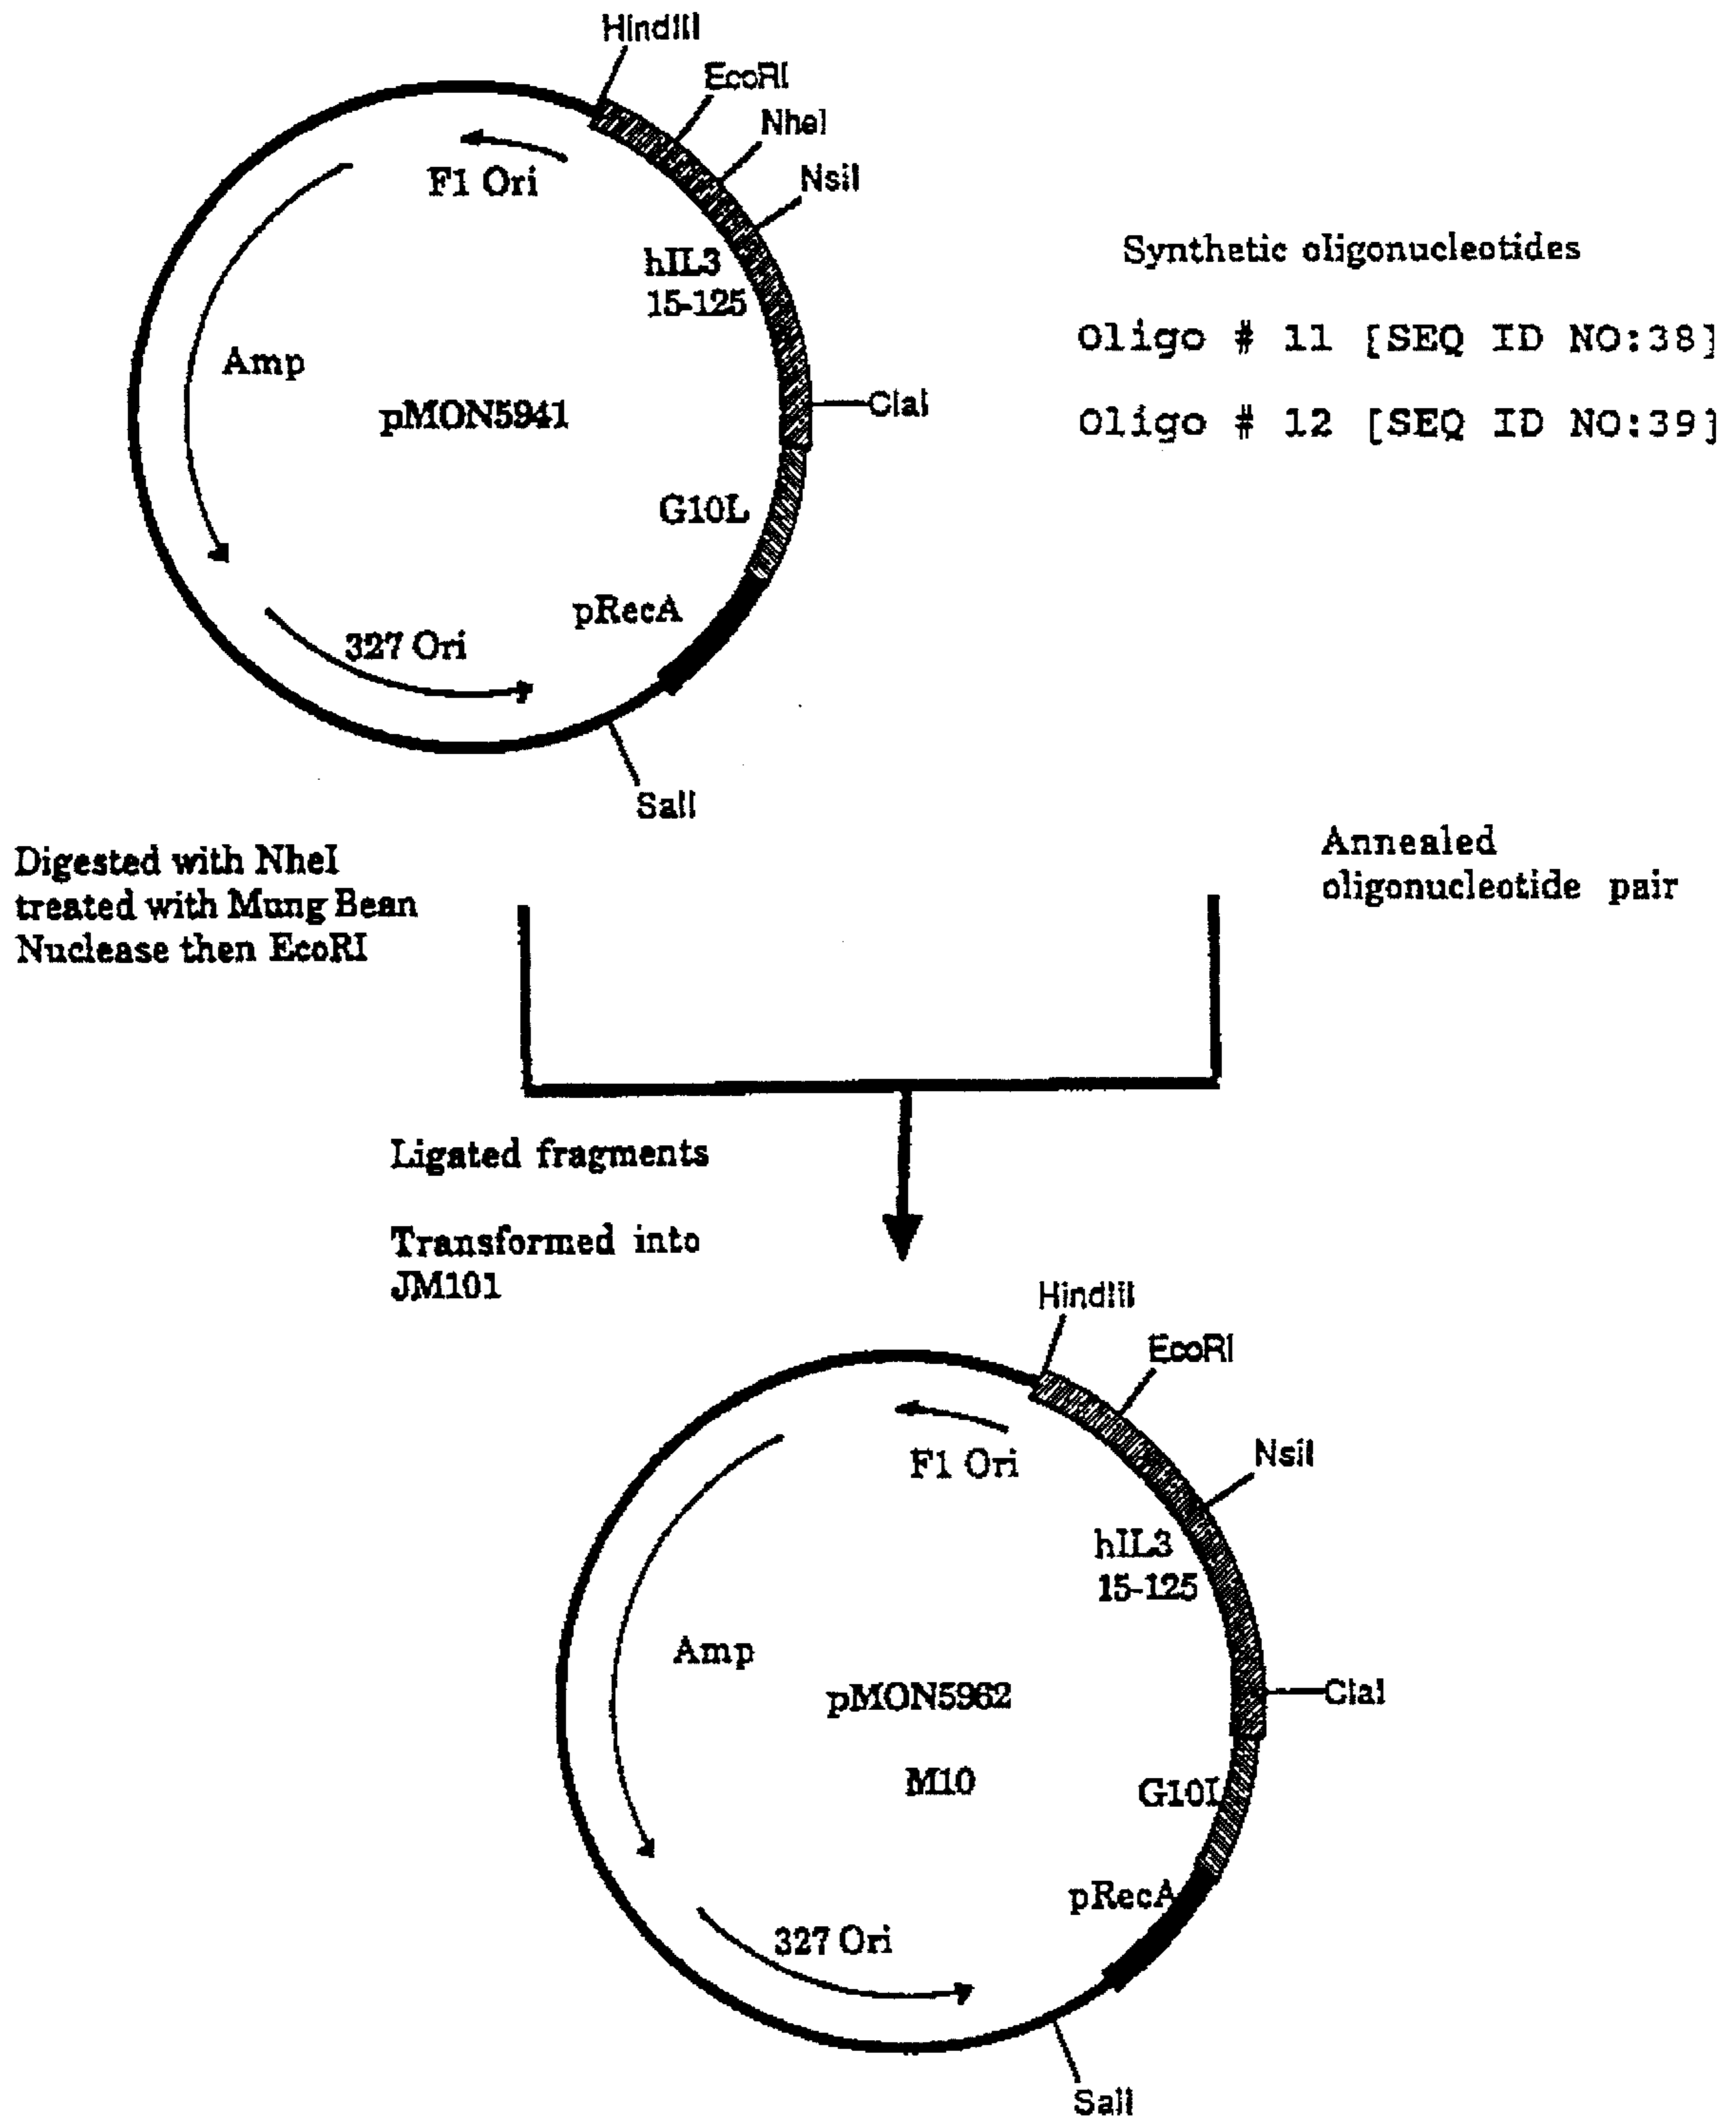 HindIII
EcoRI
NheI
NsiI
F1 Ori
hIL3
15-125
Synthetic oligonucleotides
Oligo # 11 [SEQ ID NO:38]
Amp
pMON5941
ClaI
Oligo # 12 [SEQ ID NO:39]
G10L
pRecA
327 Ori
SalI
Digested with NheI
treated with Mung Bean
Nuclease then EcoRI
Annealed
oligonucleotide pair
Ligated fragments
Transformed into
JM101
HindIII
EcoRI
NsiI
F1 Ori
hIL3
15-125
Amp
pMON5962
ClaI
M10
G10L
pRecA
327 Ori
SalI